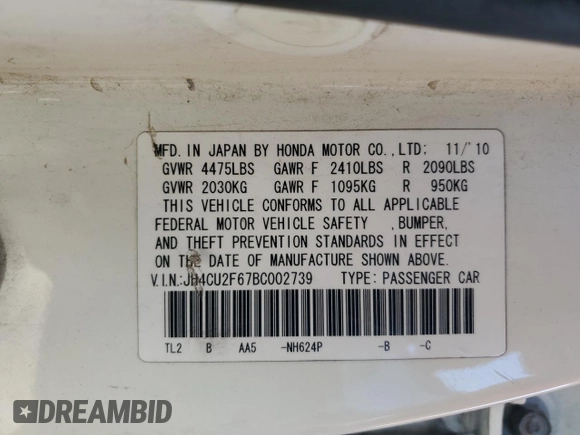 MFD. IN JAPAN BY HONDA MOTOR CO.,LTD: 11/'10
GVWR 4475LBS GAWR F 2410LBS R 2090LBS
GVWR 2030KG GAWR F 1095KG R 950KG
THIS VEHICLE CONFORMS TO ALL APPLICABLE
FEDERAL MOTOR VEHICLE SAFETY ,BUMPER,
AND THEFT PREVENTION STANDARDS IN EFFECT
ON THE DATE OF MANUFACTURE SHOWN ABOVE.
V.I.N:JH4CU2F67BC002739 TYPE: PASSENGER CAR
TL2 B AA5 -NH624P -B -C
DREAMBID